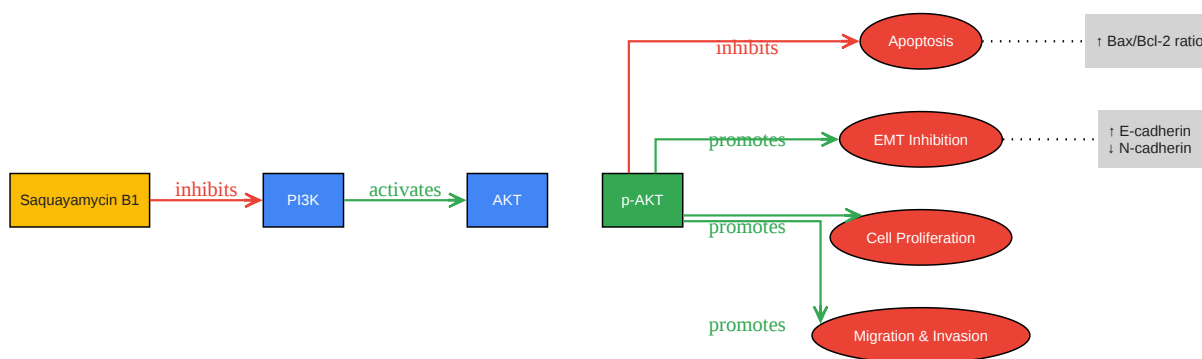 inhibits
Apoptosis
↑ Bax/Bcl-2 ratio
promotes
EMT Inhibition
↑ E-cadherin
↓ N-cadherin
Saquayamycin B1
inhibits
PI3K
activates
AKT
p-AKT
promotes
Cell Proliferation
promotes
Migration & Invasion